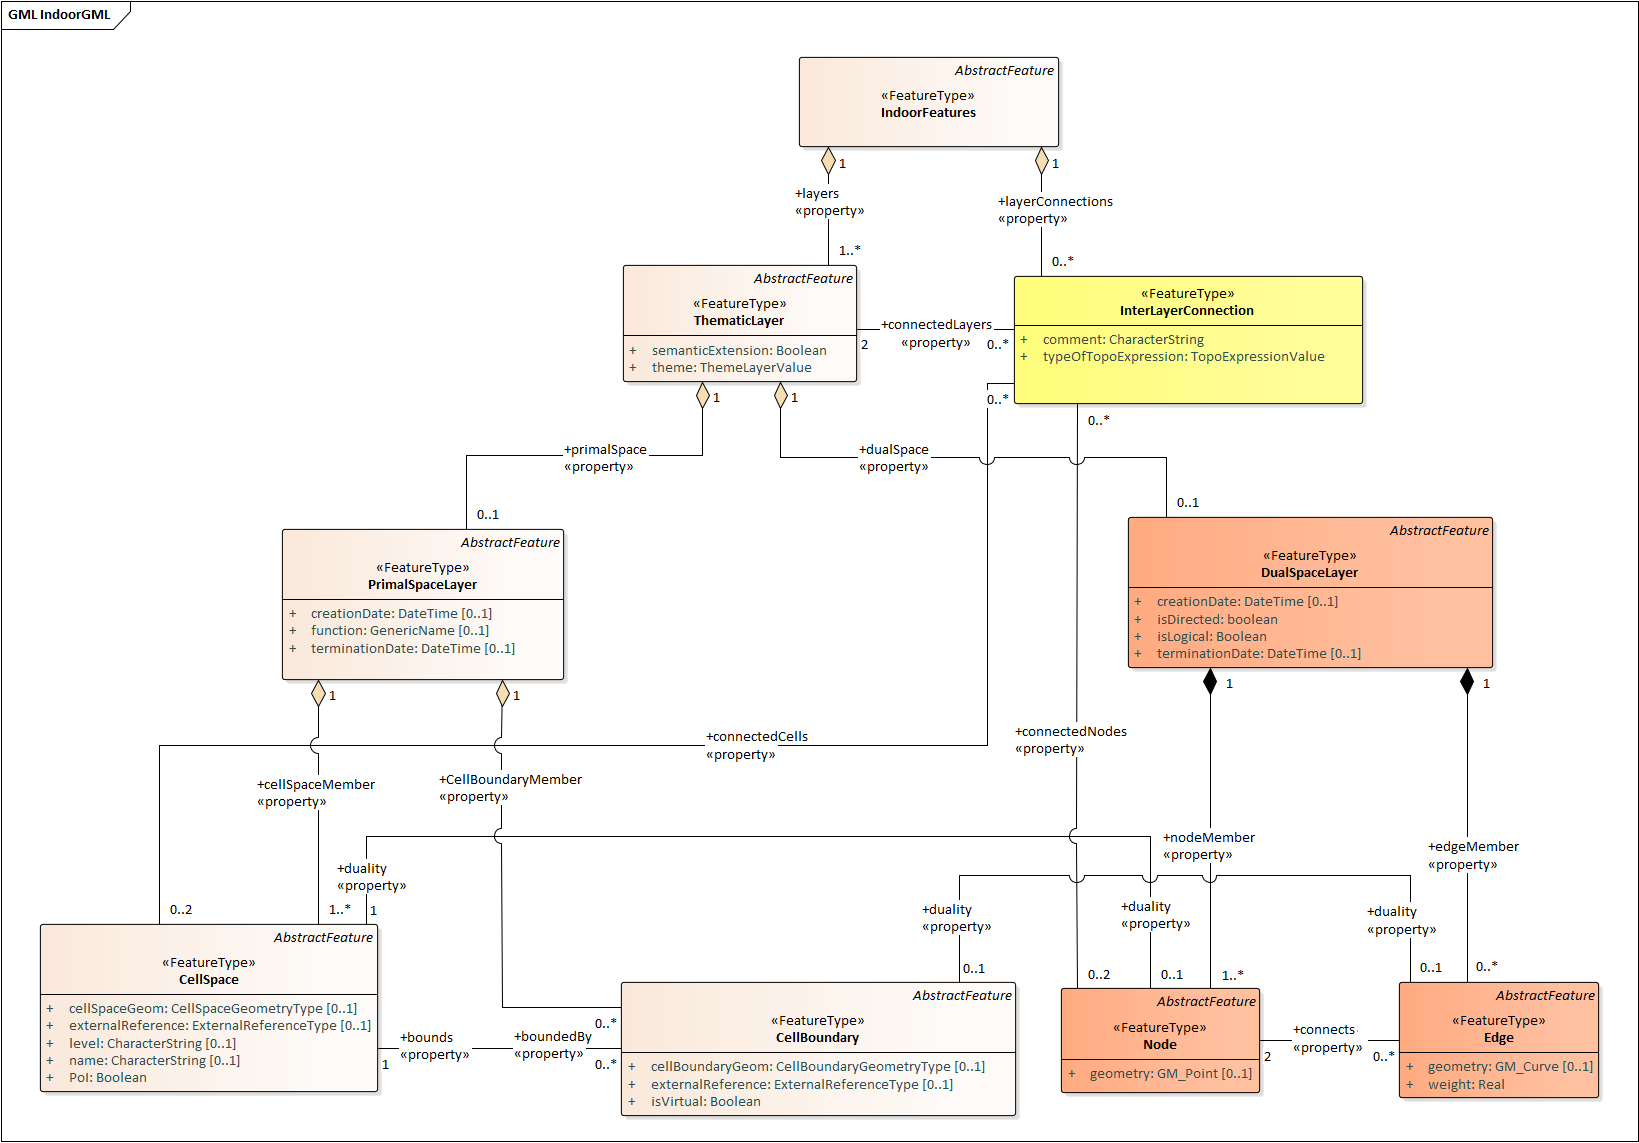 GML IndoorGML
AbstractFeature
«FeatureType»
IndoorFeatures
1
1
+layers
«property»
+layerConnections
«property»
1..*
0..*
AbstractFeature
«FeatureType»
ThematicLayer
+ semanticExtension: Boolean
+ theme: ThemeLayerValue
+connectedLayers
«property»
2
0..*
«FeatureType»
InterLayerConnection
+ comment: CharacterString
+ typeOfTopoExpression: TopoExpressionValue
1
1
0..*
0..*
+primalSpace
«property»
+dualSpace
«property»
0..1
0..1
AbstractFeature
«FeatureType»
PrimalSpaceLayer
+ creationDate: DateTime [0..1]
+ function: GenericName [0..1]
+ terminationDate: DateTime [0..1]
AbstractFeature
«FeatureType»
DualSpaceLayer
+ creationDate: DateTime [0..1]
+ isDirected: boolean
+ isLogical: Boolean
+ terminationDate: DateTime [0..1]
1
1
1
1
+connectedCells
«property»
+connectedNodes
«property»
+cellSpaceMember
«property»
+CellBoundaryMember
«property»
+nodeMember
«property»
+edgeMember
«property»
+duality
«property»
+duality
«property»
+duality
«property»
+duality
«property»
0..2
1..*
1
0..1
0..2
0..1
1..*
0..1
0..*
AbstractFeature
«FeatureType»
CellSpace
+ cellSpaceGeom: CellSpaceGeometryType [0..1]
+ externalReference: ExternalReferenceType [0..1]
+ level: CharacterString [0..1]
+ name: CharacterString [0..1]
+ PoI: Boolean
+bounds
«property»
1
+boundedBy
«property»
0..*
0..*
AbstractFeature
«FeatureType»
CellBoundary
+ cellBoundaryGeom: CellBoundaryGeometryType [0..1]
+ externalReference: ExternalReferenceType [0..1]
+ isVirtual: Boolean
AbstractFeature
«FeatureType»
Node
+ geometry: GM_Point [0..1]
+connects
«property»
2
0..*
AbstractFeature
«FeatureType»
Edge
+ geometry: GM_Curve [0..1]
+ weight: Real